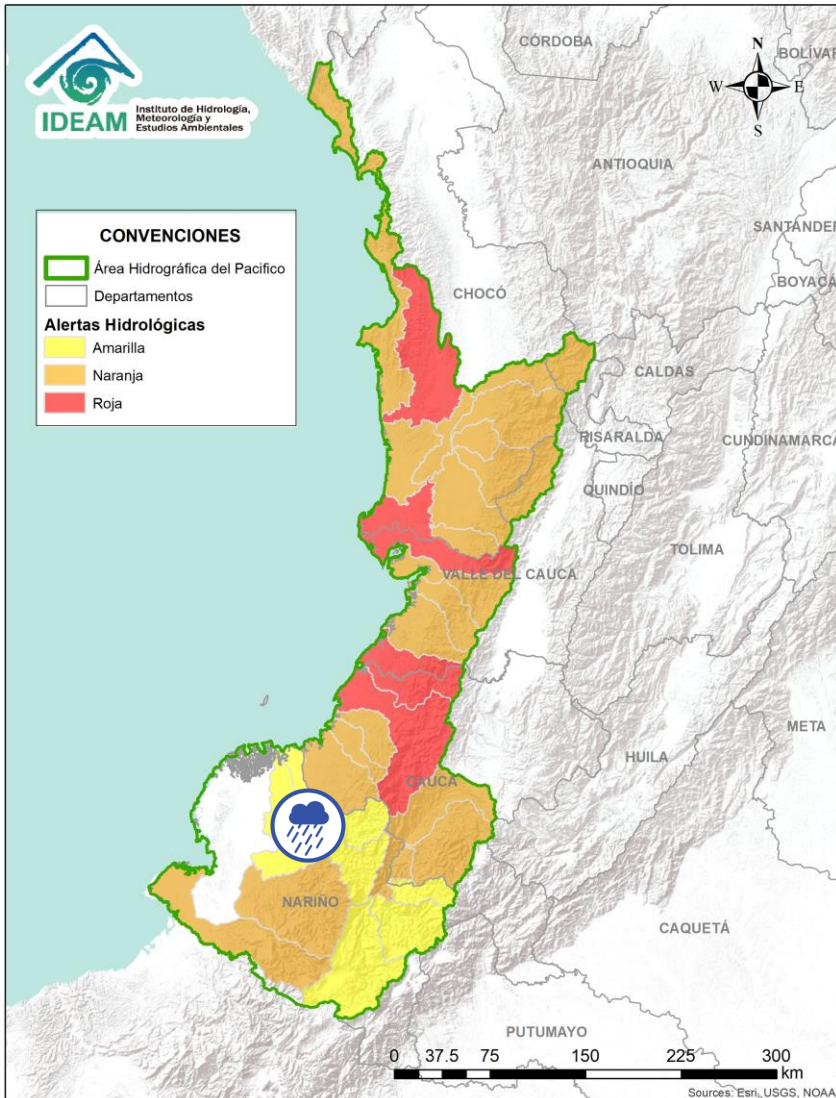 IDEAM
Instituto de Hidrología,
Meteorología y
Estudios Ambientales
CÓRDOBA
BOLÍVAR
N
W
E
S
ANTIOQUIA
SANTANDER
BOYACÁ
CONVENCIONES
Área Hidrográfica del Pacifico
Departamentos
Alertas Hidrológicas
Amarilla
Naranja
Roja
CHOCÓ
CALDAS
RISARALDA
CUNDINAMARCA
QUINDÍO
TOLIMA
VALLE DEL CAUCA
META
HUILA
CAUCA
NARIÑO
CAQUETÁ
PUTUMAYO
0 37.5 75 150 225 300
km
Sources: Esri, USGS, NOAA